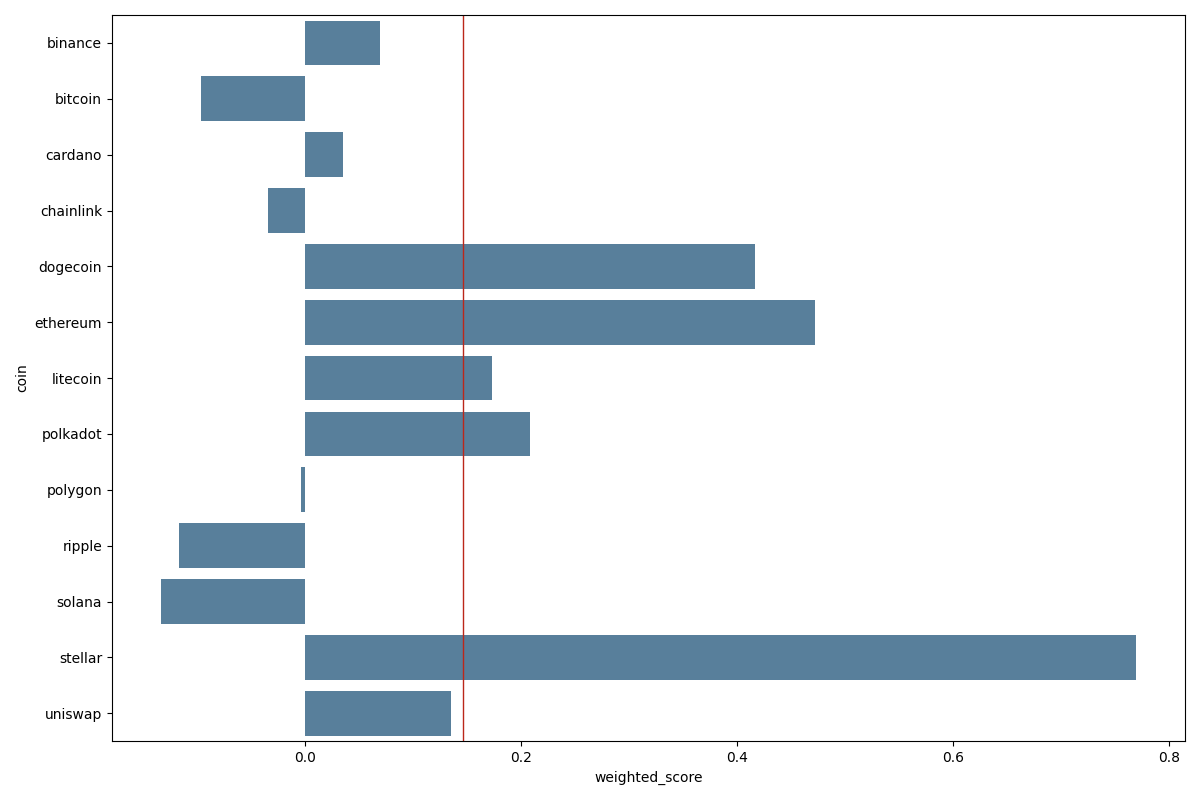 binance
bitcoin
cardano
chainlink
dogecoin
ethereum
litecoin
polkadot
polygon
ripple
solana
stellar
uniswap
coin
0.0 0.2 0.4 0.6 0.8
weighted_score